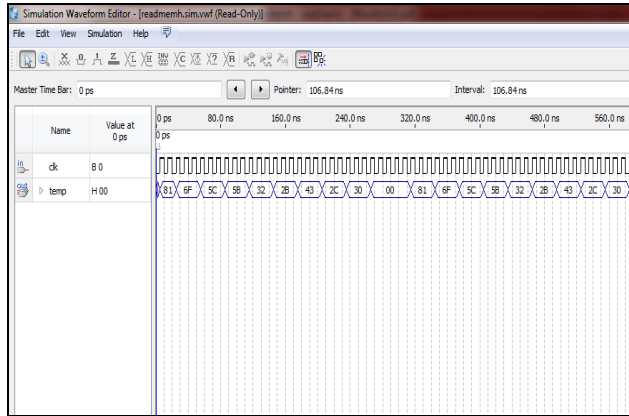 Simulation Waveform Editor - [readmemh.sim.vwf (Read-Only)]
File Edit View Simulation Help
Master Time Bar: 0 ps Pointer: 106.84 ns Interval: 106.84 ns
Name Value at 0 ps
0 ps 80.0 ns 160.0 ns 240.0 ns 320.0 ns 400.0 ns 480.0 ns 560.0 ns
0 ps
in clk B 0
out temp H 00 81 6F 5C 5B 32 2B 43 2C 30 00 81 6F 5C 5B 32 2B 43 2C 30